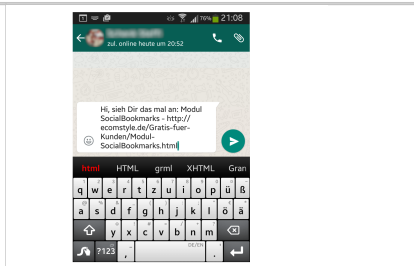 76% 21:08
zul. online heute um 20:52
Hi, sieh Dir das mal an: Modul
SocialBookmarks - http://
ecomstyle.de/Gratis-fuer-
Kunden/Modul-
SocialBookmarks.html
html HTML grml XHTML Gran
q w e r t z u i o p ü ß
a s d f g h j k l ö ä
y x c v b n m
?123 , DE/EN .